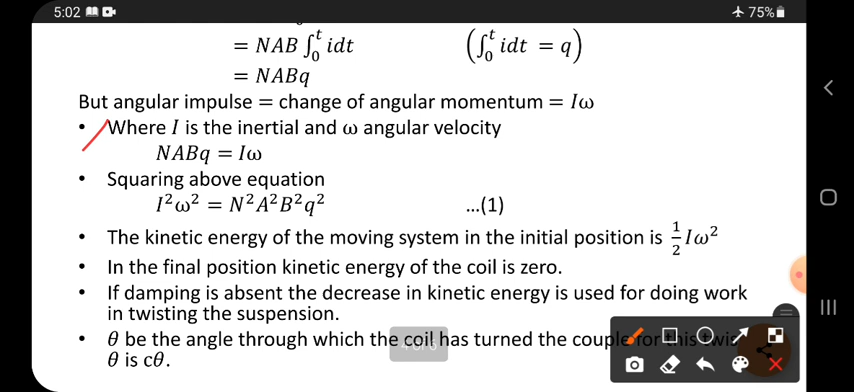 5:02 75%
= NAB ∫₀ᵗ idt (∫₀ᵗ idt = q)
= NABq
But angular impulse = change of angular momentum = Iω
• Where I is the inertial and ω angular velocity
NABq = Iω
• Squaring above equation
I²ω² = N²A²B²q² ...(1)
• The kinetic energy of the moving system in the initial position is ½Iω²
• In the final position kinetic energy of the coil is zero.
• If damping is absent the decrease in kinetic energy is used for doing work
in twisting the suspension.
• θ be the angle through which the coil has turned the couple for this
θ is cθ.